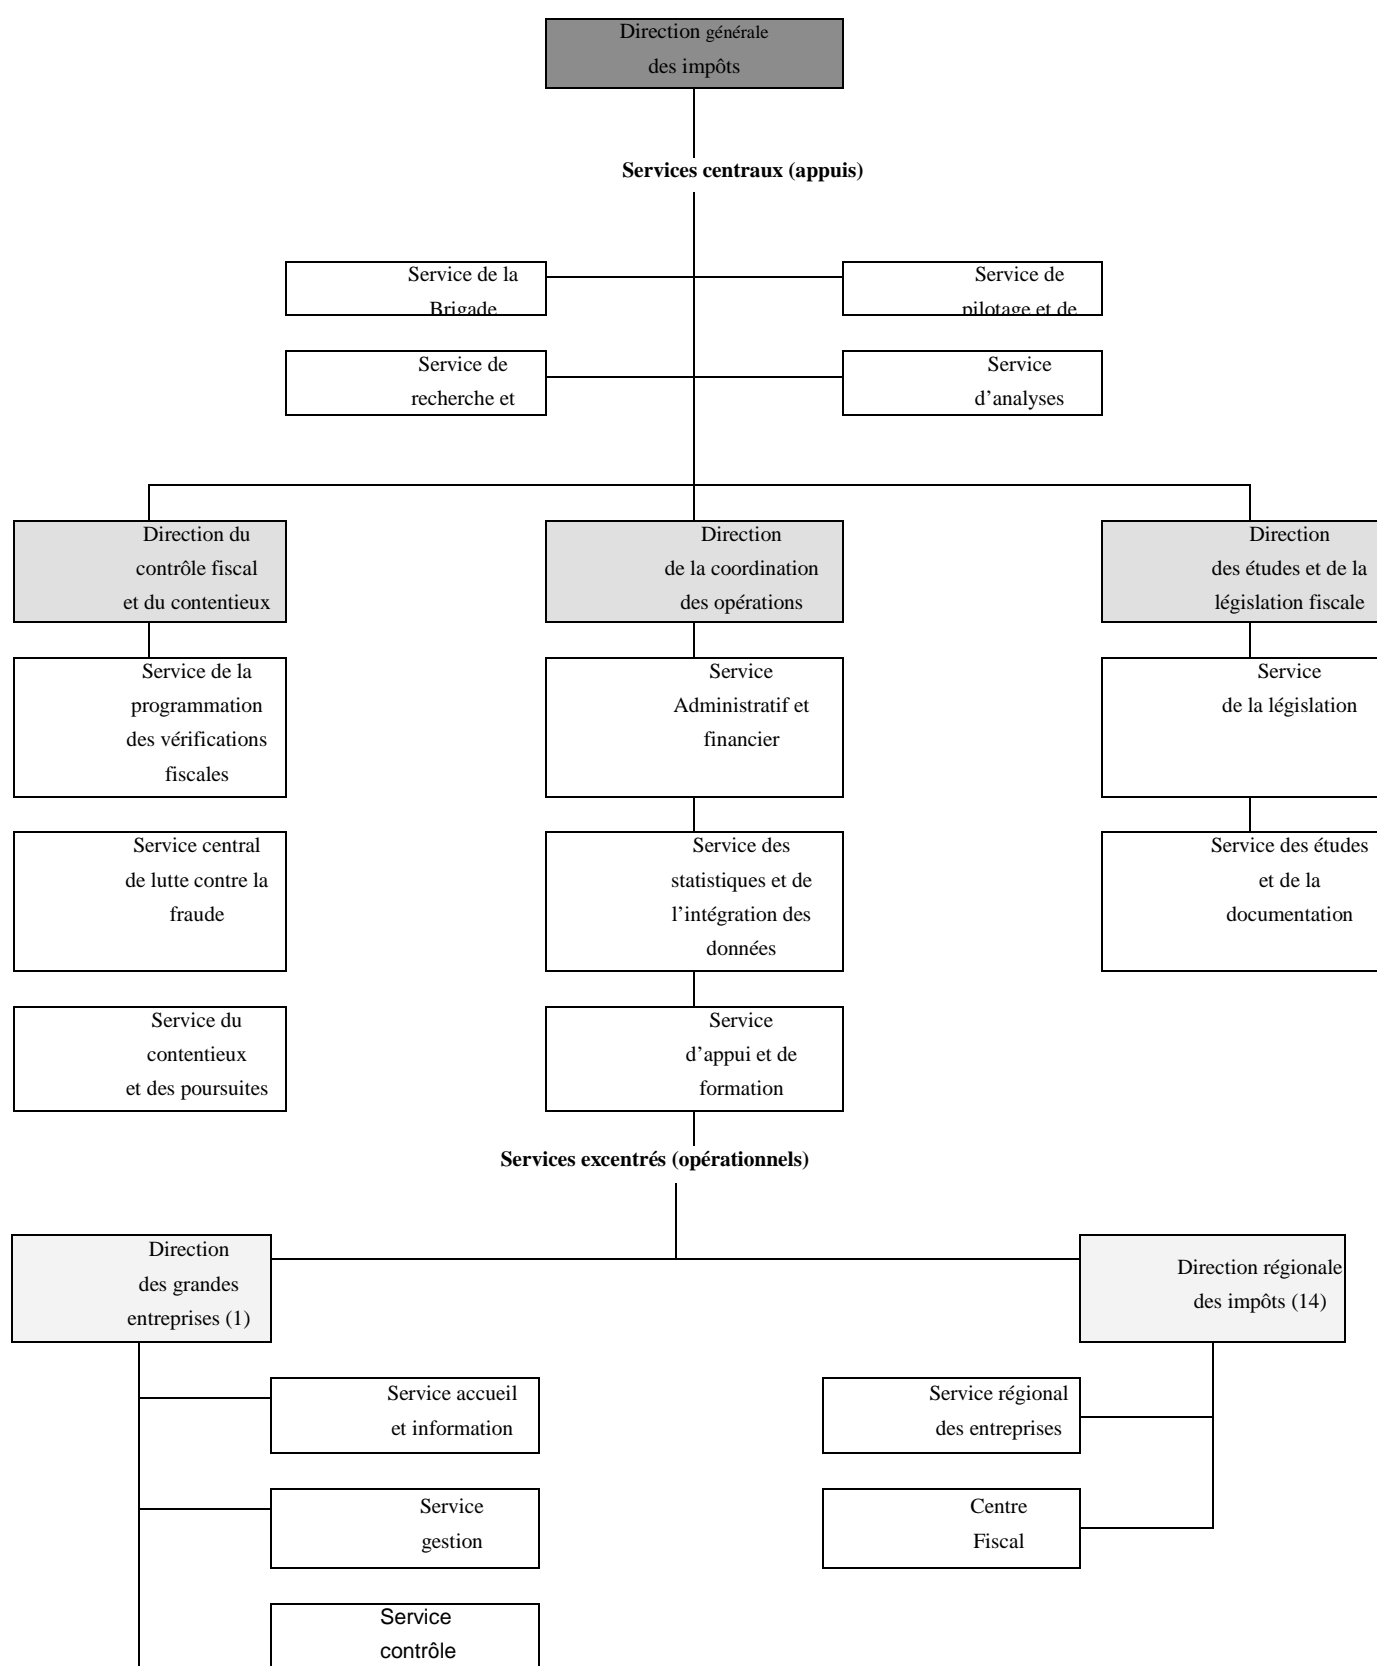 Direction générale
des impôts
Services centraux (appuis)
Service de la
Brigade
Service de
pilotage et de
Service de
recherche et
Service
d’analyses
Direction du
contrôle fiscal
et du contentieux
Direction
de la coordination
des opérations
Direction
des études et de la
législation fiscale
Service de la
programmation
des vérifications
fiscales
Service
Administratif et
financier
Service
de la législation
Service central
de lutte contre la
fraude
Service des
statistiques et de
l’intégration des
données
Service des études
et de la
documentation
Service du
contentieux
et des poursuites
Service
d’appui et de
formation
Services excentrés (opérationnels)
Direction
des grandes
entreprises (1)
Direction régionale
des impôts (14)
Service accueil
et information
Service régional
des entreprises
Service
gestion
Centre
Fiscal
Service
contrôle